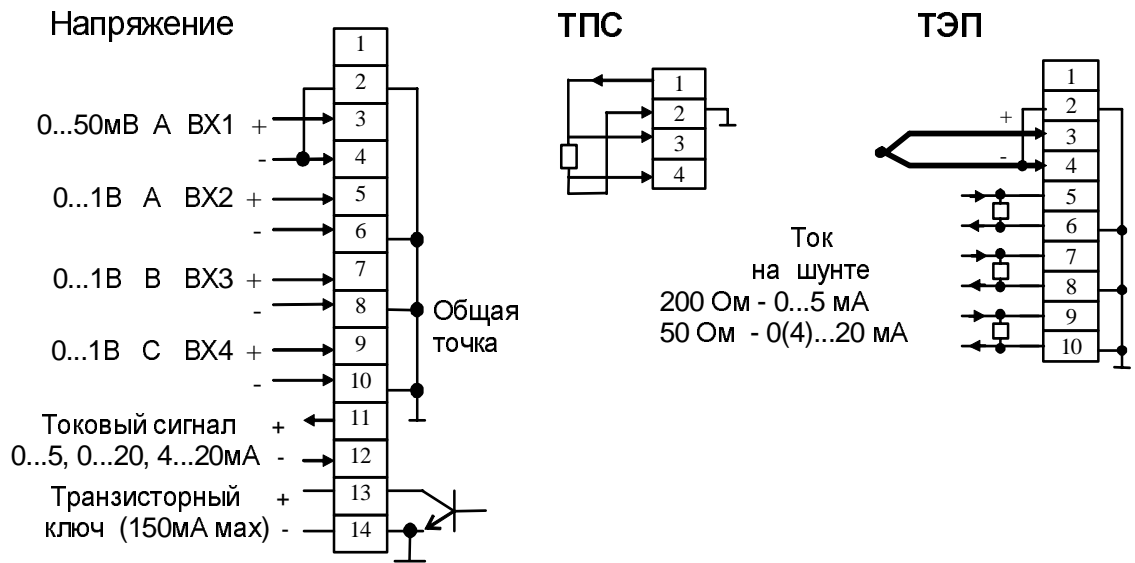 Напряжение
1
2
0...50мВ А ВХ1 +
3
-
4
0...1В А ВХ2 +
5
-
6
0...1В В ВХ3 +
7
-
8
Общая
точка
0...1В С ВХ4 +
9
-
10
Токовый сигнал +
11
0...5, 0...20, 4...20мА -
12
Транзисторный +
13
ключ (150мА мах) -
14
ТПС
1
2
3
4
ТЭП
1
2
+
3
-
4
5
6
7
8
9
10
Ток
на шунте
200 Ом - 0...5 мА
50 Ом - 0(4)...20 мА